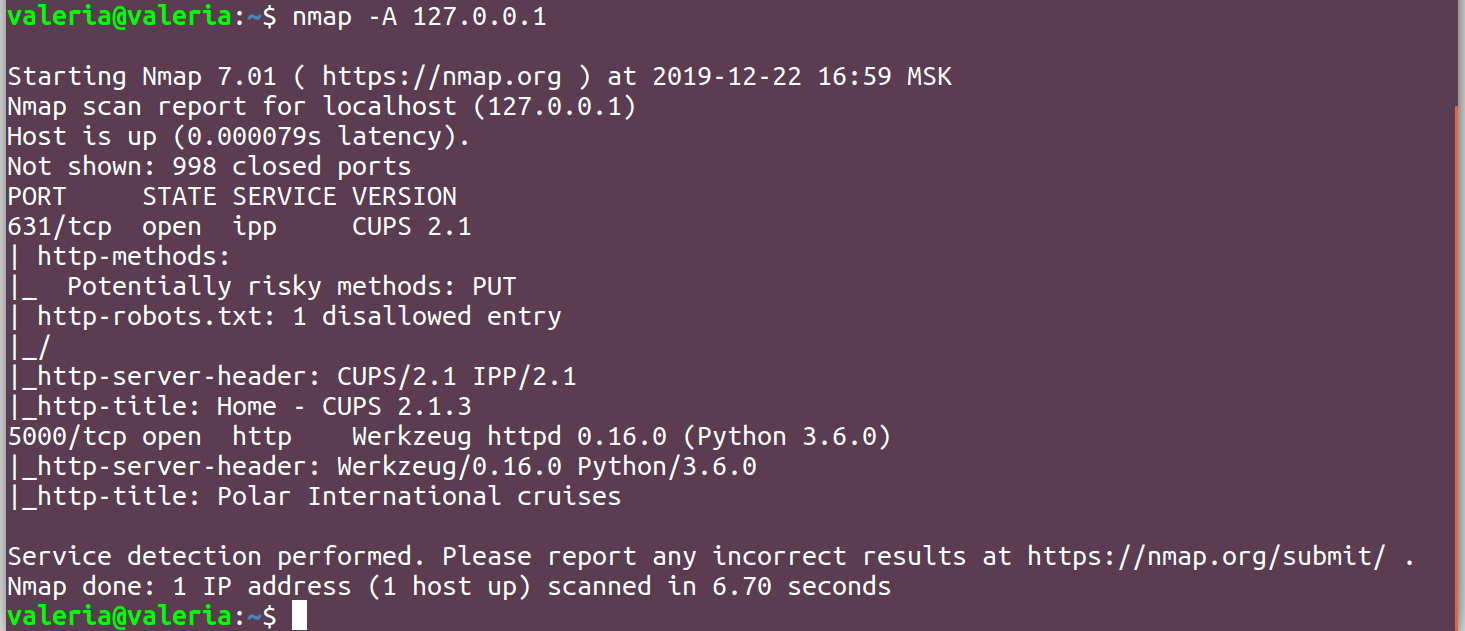 valeria@valeria:~$ nmap -A 127.0.0.1
Starting Nmap 7.01 ( https://nmap.org ) at 2019-12-22 16:59 MSK
Nmap scan report for localhost (127.0.0.1)
Host is up (0.000079s latency).
Not shown: 998 closed ports
PORT     STATE SERVICE VERSION
631/tcp  open  ipp     CUPS 2.1
| http-methods:
|_  Potentially risky methods: PUT
| http-robots.txt: 1 disallowed entry
|_/
|_http-server-header: CUPS/2.1 IPP/2.1
|_http-title: Home - CUPS 2.1.3
5000/tcp open  http    Werkzeug httpd 0.16.0 (Python 3.6.0)
|_http-server-header: Werkzeug/0.16.0 Python/3.6.0
|_http-title: Polar International cruises
Service detection performed. Please report any incorrect results at https://nmap.org/submit/ .
Nmap done: 1 IP address (1 host up) scanned in 6.70 seconds
valeria@valeria:~$